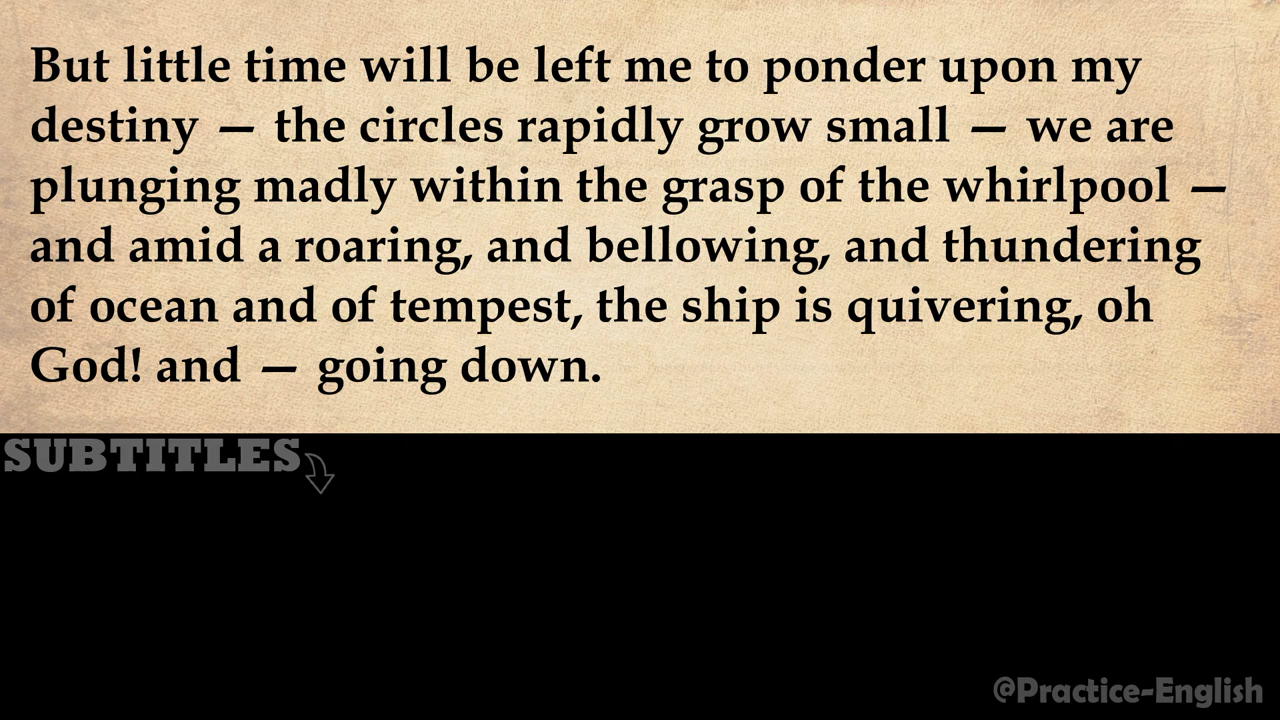 But little time will be left me to ponder upon my
destiny — the circles rapidly grow small — we are
plunging madly within the grasp of the whirlpool —
and amid a roaring, and bellowing, and thundering
of ocean and of tempest, the ship is quivering, oh
God! and — going down.
SUBTITLES
@Practice-English